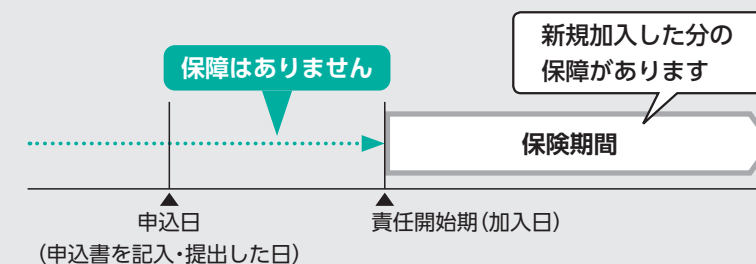 新規加入した分の
保障があります
保障はありません
保険期間
申込日
(申込書を記入・提出した日)
責任開始期(加入日)